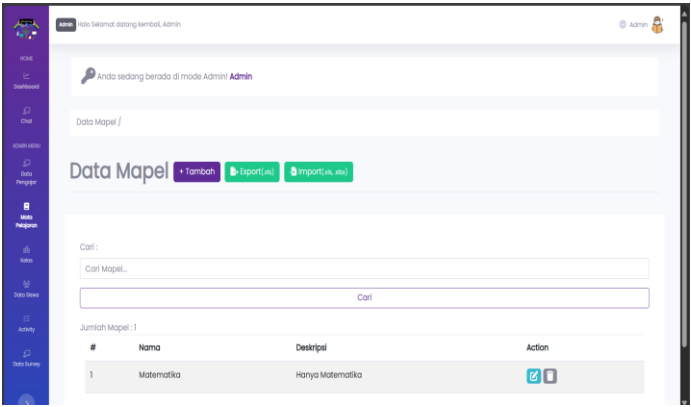 Admin Halo Selamat datang kembali, Admin
Admin
HOME
Dashboard
Chat
ADMIN MENU
Data Pengajar
Mata Pelajaran
Kelas
Data Siswa
Activity
Data Survey
Anda sedang berada di mode Admin! Admin
Data Mapel /
Data Mapel + Tambah Export(.xls) Import(.xls, .xlsx)
Cari :
Cari Mapel...
Cari
Jumlah Mapel : 1
# Nama Deskripsi Action
1 Matematika Hanya Matematika